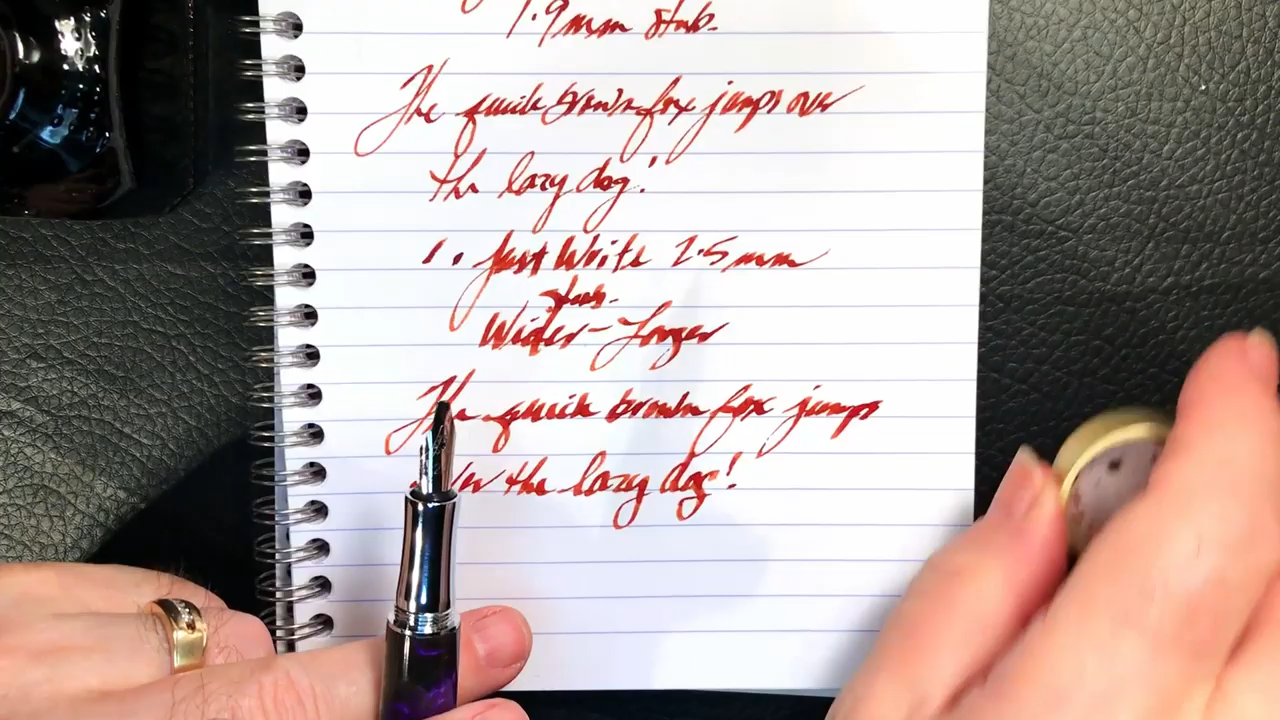 1.9mm stub.
The quick brown fox jumps over
the lazy dog!
1. Just Write 2.5mm
stub.
Wider-Longer
The quick brown fox jumps
over the lazy dog!